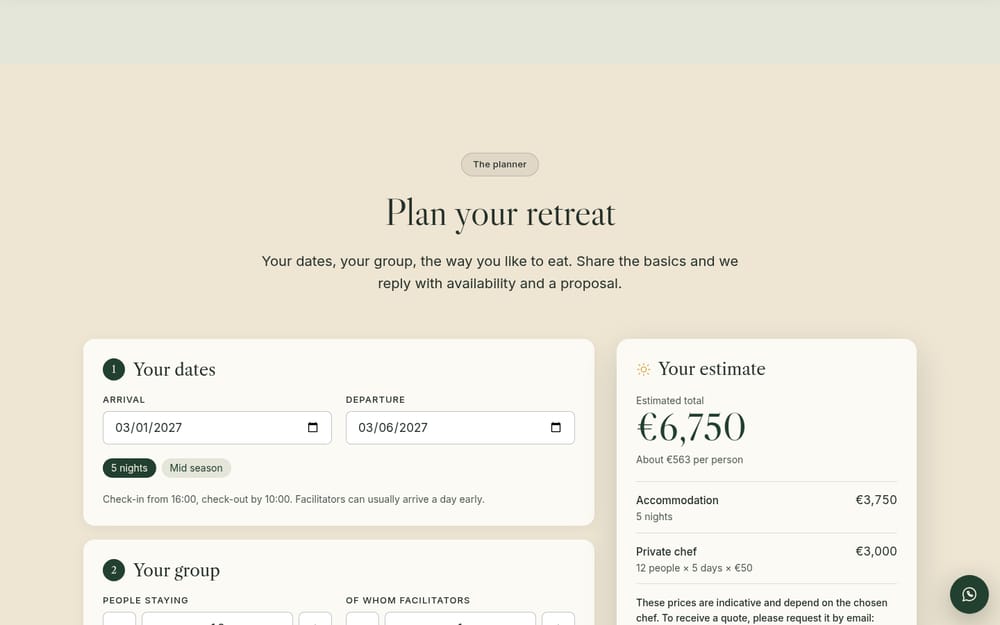 The planner
Plan your retreat
Your dates, your group, the way you like to eat. Share the basics and we
reply with availability and a proposal.
1 Your dates
ARRIVAL
DEPARTURE
03/01/2027
03/06/2027
5 nights
Mid season
Check-in from 16:00, check-out by 10:00. Facilitators can usually arrive a day early.
2 Your group
PEOPLE STAYING
OF WHOM FACILITATORS
Your estimate
Estimated total
€6,750
About €563 per person
Accommodation €3,750
5 nights
Private chef €3,000
12 people × 5 days × €50
These prices are indicative and depend on the chosen
chef. To receive a quote, please request it by email: